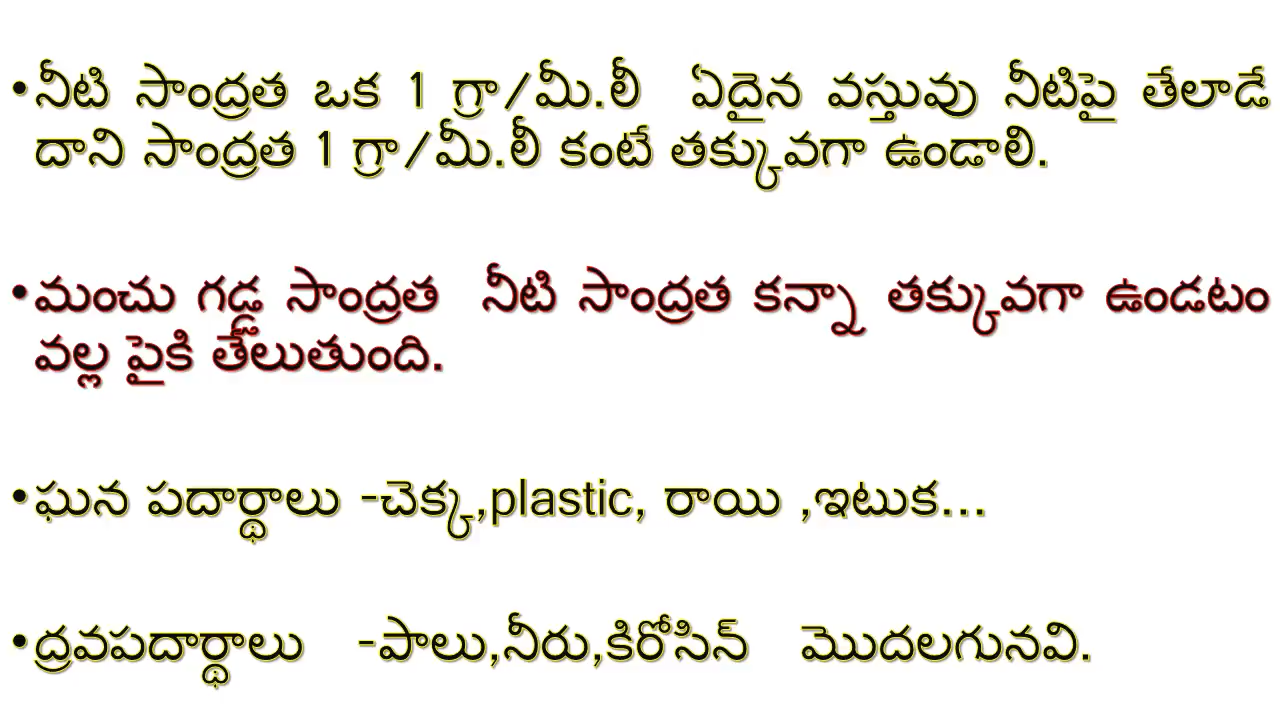 •నీటి సాంద్రత ఒక 1 గ్రా/మీ.లీ ఏదైన వస్తువు నీటిపై తేలాడే
దాని సాంద్రత 1 గ్రా/మీ.లీ కంటే తక్కువగా ఉండాలి.
•మంచు గడ్డ సాంద్రత నీటి సాంద్రత కన్నా తక్కువగా ఉండటం
వల్ల పైకి తేలుతుంది.
•ఘన పదార్థాలు -చెక్క,plastic, రాయి ,ఇటుక...
•ద్రవపదార్థాలు -పాలు,నీరు,కిరోసిన్ మొదలగునవి.